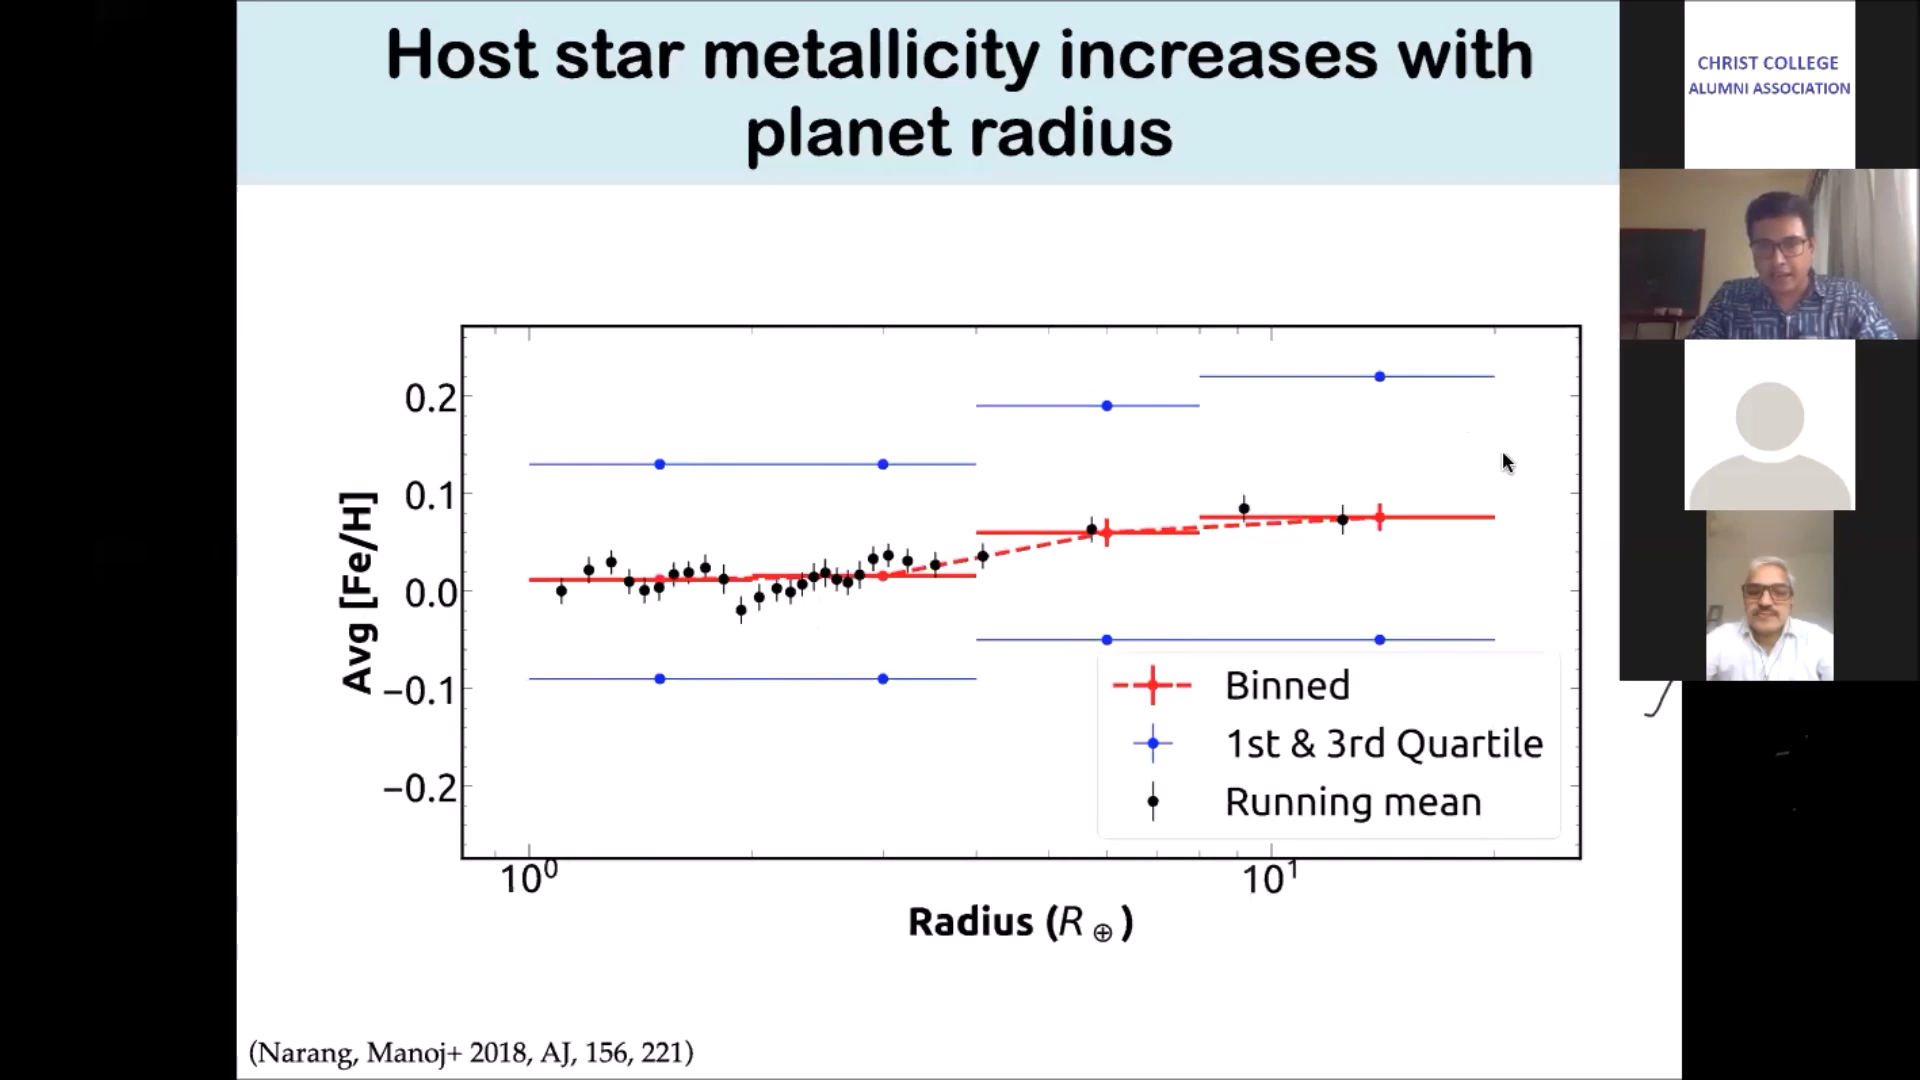 Host star metallicity increases with
planet radius
CHRIST COLLEGE
ALUMNI ASSOCIATION
Avg [Fe/H]
0.2
0.1
0.0
−0.1
−0.2
Binned
1st & 3rd Quartile
Running mean
10⁰
10¹
Radius (R⊕)
(Narang, Manoj+ 2018, AJ, 156, 221)